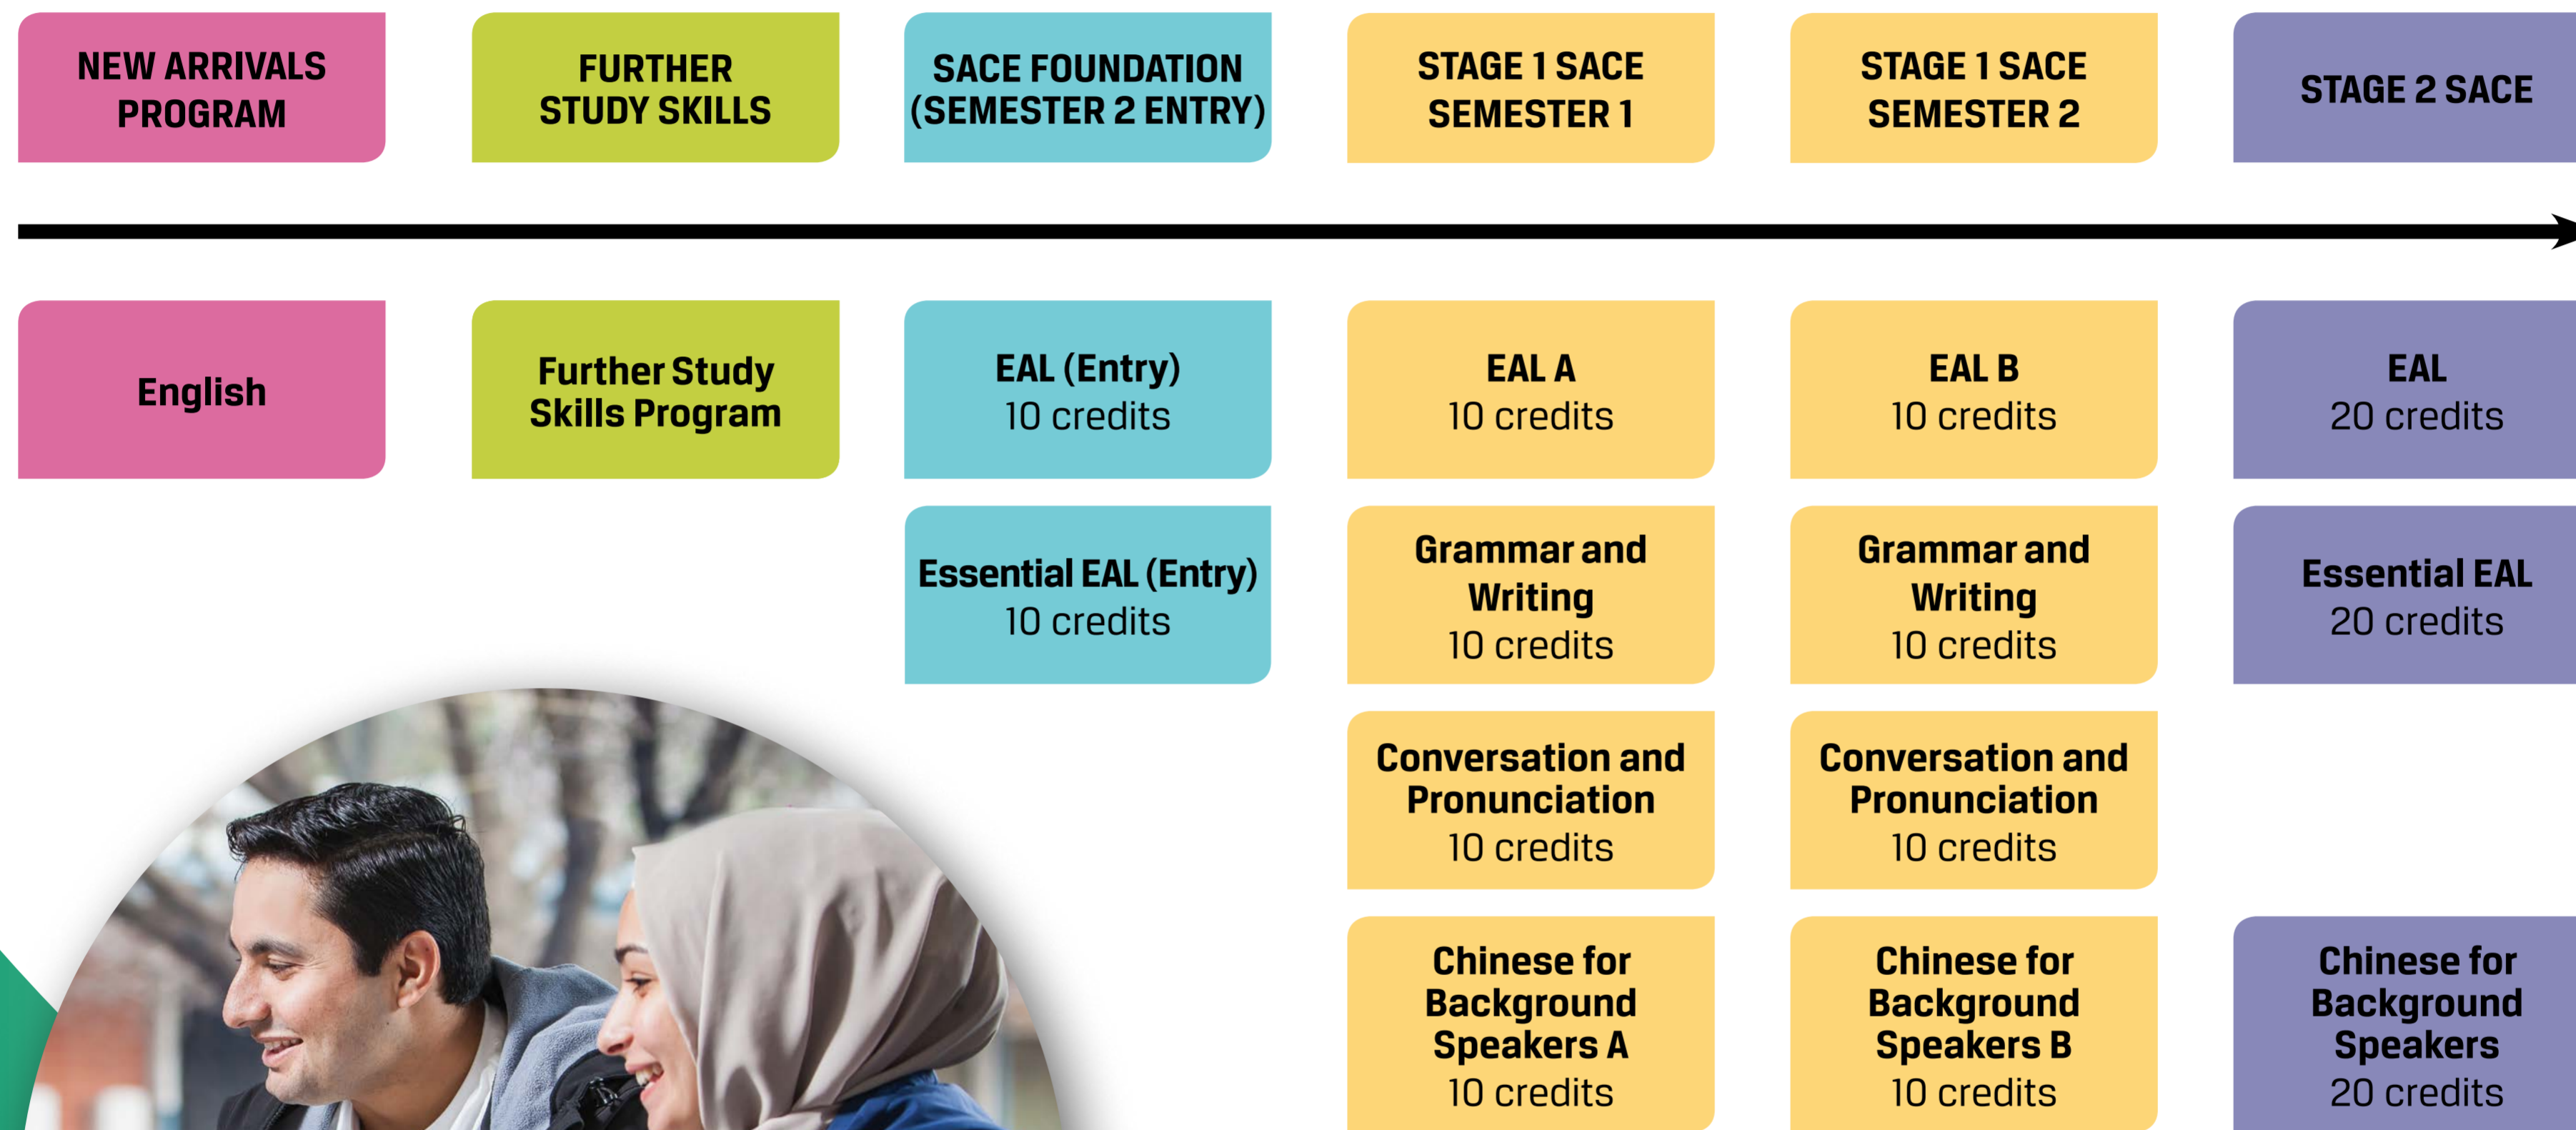 NEW ARRIVALS
PROGRAM
FURTHER
STUDY SKILLS
SACE FOUNDATION
(SEMESTER 2 ENTRY)
STAGE 1 SACE
SEMESTER 1
STAGE 1 SACE
SEMESTER 2
STAGE 2 SACE
English
Further Study
Skills Program
EAL (Entry)
10 credits
EAL A
10 credits
EAL B
10 credits
EAL
20 credits
Essential EAL (Entry)
10 credits
Grammar and
Writing
10 credits
Grammar and
Writing
10 credits
Essential EAL
20 credits
Conversation and
Pronunciation
10 credits
Conversation and
Pronunciation
10 credits
Chinese for
Background
Speakers A
10 credits
Chinese for
Background
Speakers B
10 credits
Chinese for
Background
Speakers
20 credits